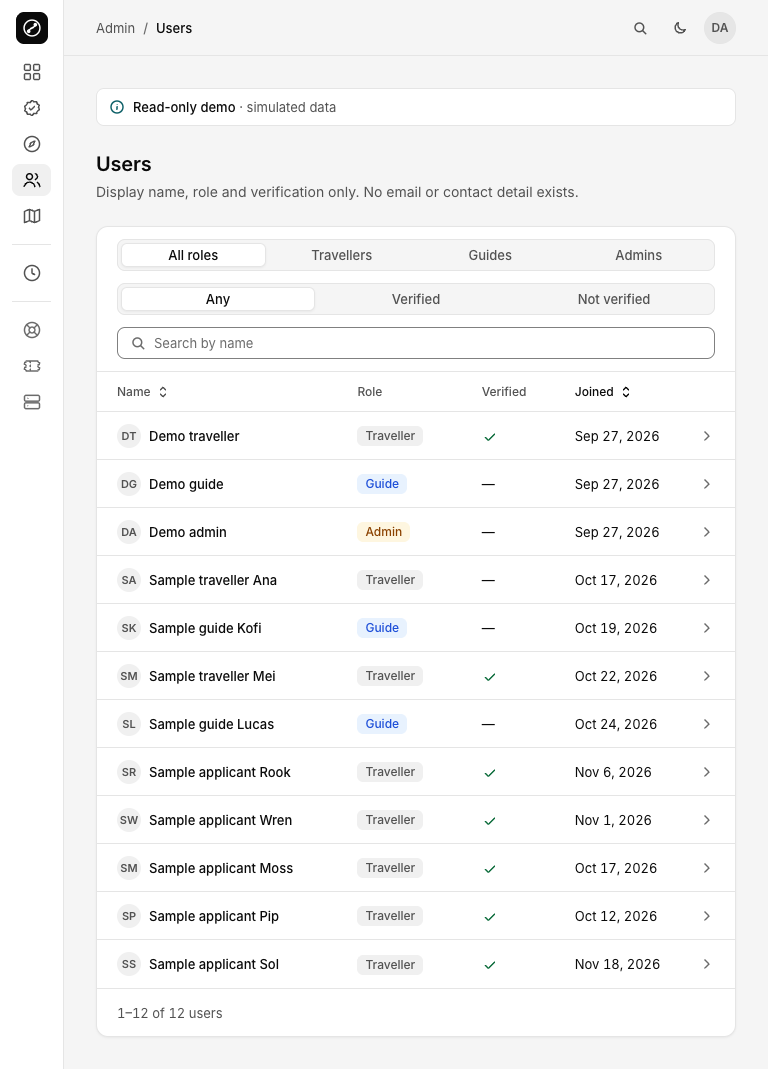 Admin / Users
DA
Read-only demo · simulated data
Users
Display name, role and verification only. No email or contact detail exists.
All roles Travellers Guides Admins
Any Verified Not verified
Search by name
Name Role Verified Joined
DT Demo traveller Traveller Sep 27, 2026
DG Demo guide Guide — Sep 27, 2026
DA Demo admin Admin — Sep 27, 2026
SA Sample traveller Ana Traveller — Oct 17, 2026
SK Sample guide Kofi Guide — Oct 19, 2026
SM Sample traveller Mei Traveller Oct 22, 2026
SL Sample guide Lucas Guide — Oct 24, 2026
SR Sample applicant Rook Traveller Nov 6, 2026
SW Sample applicant Wren Traveller Nov 1, 2026
SM Sample applicant Moss Traveller Oct 17, 2026
SP Sample applicant Pip Traveller Oct 12, 2026
SS Sample applicant Sol Traveller Nov 18, 2026
1–12 of 12 users